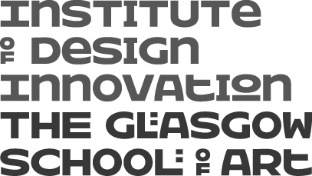 INSTITUTE
OF DESIGN
INNOVATION
THE GLASGOW
SCHOOL OF ART